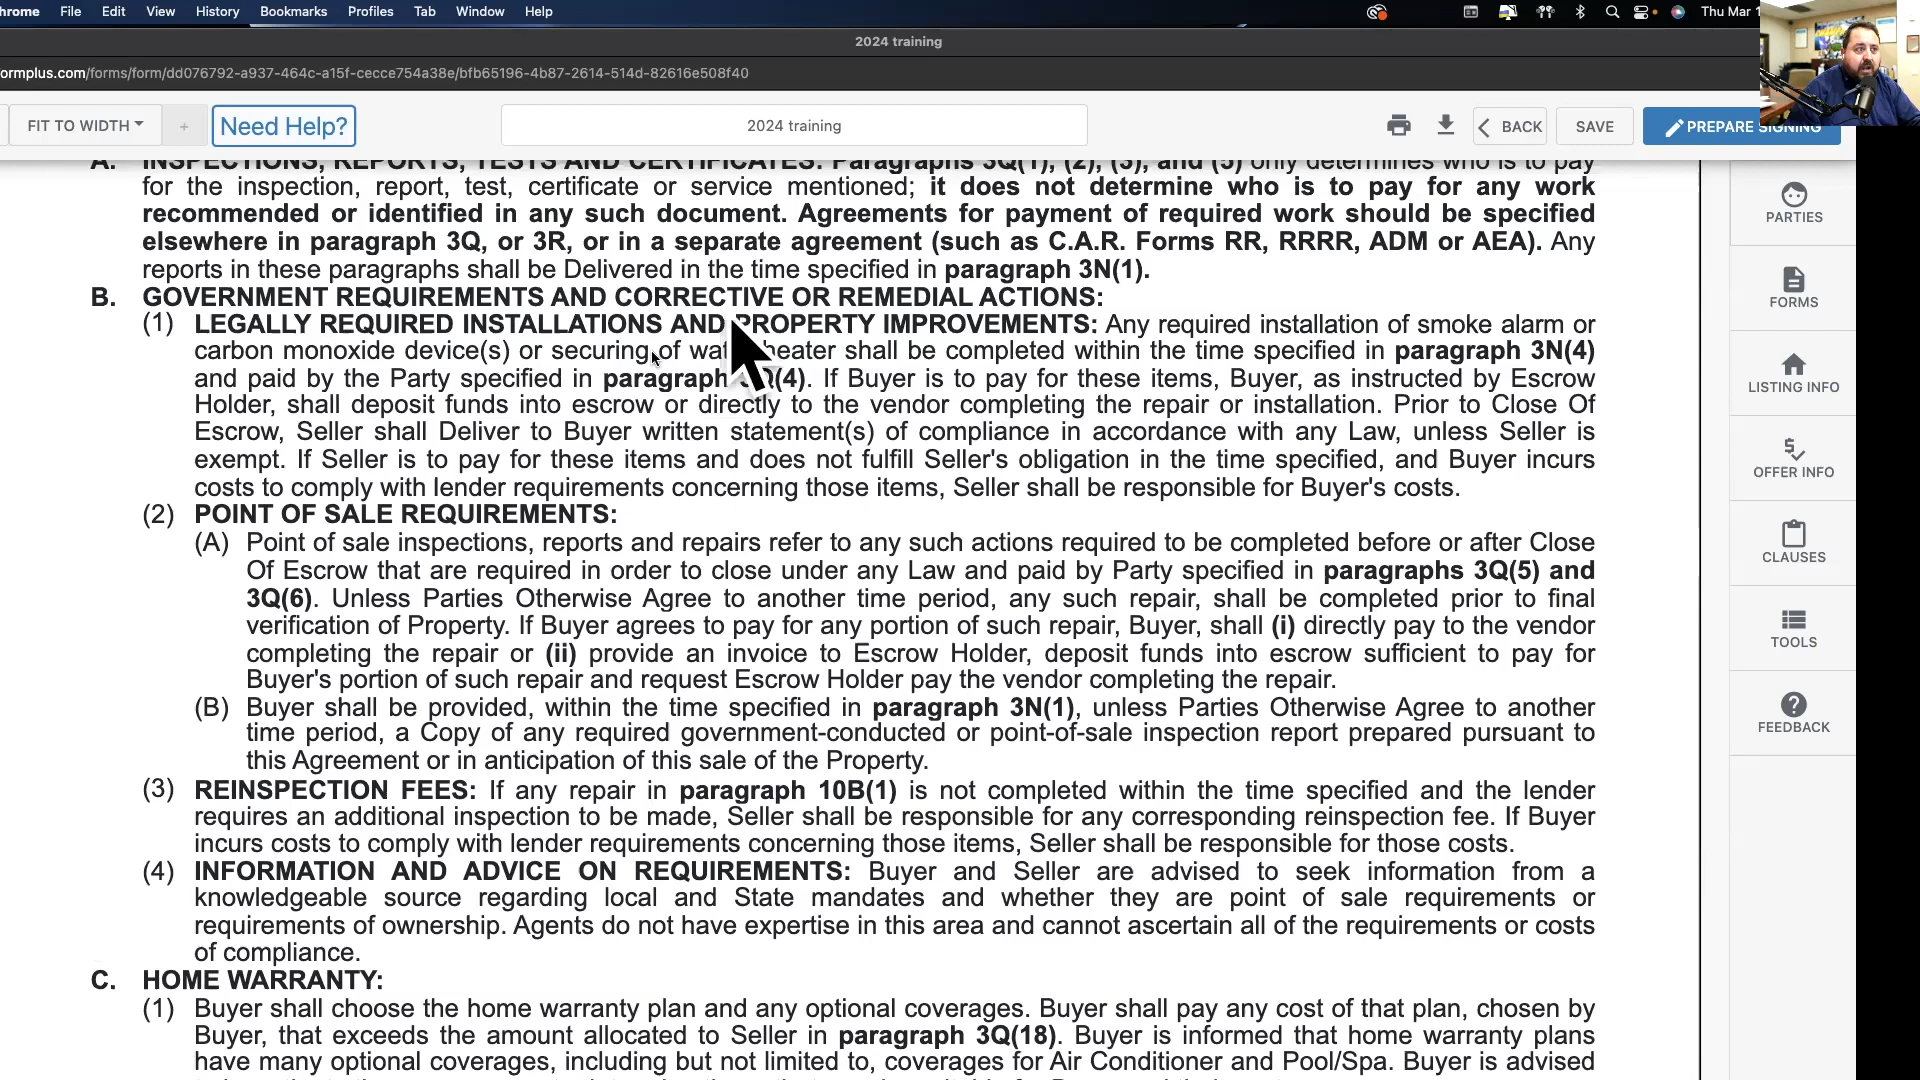 hrome File Edit View History Bookmarks Profiles Tab Window Help Thu Mar 1
2024 training
ormplus.com/forms/form/dd076792-a937-464c-a15f-cecce754a38e/bfb65196-4b87-2614-514d-82616e508f40
FIT TO WIDTH + Need Help? 2024 training BACK SAVE PREPARE SIGNING
A. INSPECTIONS, REPORTS, TESTS AND CERTIFICATES: Paragraphs 3Q(1), (2), (3), and (5) only determines who is to pay
for the inspection, report, test, certificate or service mentioned; it does not determine who is to pay for any work
recommended or identified in any such document. Agreements for payment of required work should be specified
elsewhere in paragraph 3Q, or 3R, or in a separate agreement (such as C.A.R. Forms RR, RRRR, ADM or AEA). Any
reports in these paragraphs shall be Delivered in the time specified in paragraph 3N(1).
B. GOVERNMENT REQUIREMENTS AND CORRECTIVE OR REMEDIAL ACTIONS:
(1) LEGALLY REQUIRED INSTALLATIONS AND PROPERTY IMPROVEMENTS: Any required installation of smoke alarm or
carbon monoxide device(s) or securing of water heater shall be completed within the time specified in paragraph 3N(4)
and paid by the Party specified in paragraph 3Q(4). If Buyer is to pay for these items, Buyer, as instructed by Escrow
Holder, shall deposit funds into escrow or directly to the vendor completing the repair or installation. Prior to Close Of
Escrow, Seller shall Deliver to Buyer written statement(s) of compliance in accordance with any Law, unless Seller is
exempt. If Seller is to pay for these items and does not fulfill Seller's obligation in the time specified, and Buyer incurs
costs to comply with lender requirements concerning those items, Seller shall be responsible for Buyer's costs.
(2) POINT OF SALE REQUIREMENTS:
(A) Point of sale inspections, reports and repairs refer to any such actions required to be completed before or after Close
Of Escrow that are required in order to close under any Law and paid by Party specified in paragraphs 3Q(5) and
3Q(6). Unless Parties Otherwise Agree to another time period, any such repair, shall be completed prior to final
verification of Property. If Buyer agrees to pay for any portion of such repair, Buyer, shall (i) directly pay to the vendor
completing the repair or (ii) provide an invoice to Escrow Holder, deposit funds into escrow sufficient to pay for
Buyer's portion of such repair and request Escrow Holder pay the vendor completing the repair.
(B) Buyer shall be provided, within the time specified in paragraph 3N(1), unless Parties Otherwise Agree to another
time period, a Copy of any required government-conducted or point-of-sale inspection report prepared pursuant to
this Agreement or in anticipation of this sale of the Property.
(3) REINSPECTION FEES: If any repair in paragraph 10B(1) is not completed within the time specified and the lender
requires an additional inspection to be made, Seller shall be responsible for any corresponding reinspection fee. If Buyer
incurs costs to comply with lender requirements concerning those items, Seller shall be responsible for those costs.
(4) INFORMATION AND ADVICE ON REQUIREMENTS: Buyer and Seller are advised to seek information from a
knowledgeable source regarding local and State mandates and whether they are point of sale requirements or
requirements of ownership. Agents do not have expertise in this area and cannot ascertain all of the requirements or costs
of compliance.
C. HOME WARRANTY:
(1) Buyer shall choose the home warranty plan and any optional coverages. Buyer shall pay any cost of that plan, chosen by
Buyer, that exceeds the amount allocated to Seller in paragraph 3Q(18). Buyer is informed that home warranty plans
have many optional coverages, including but not limited to, coverages for Air Conditioner and Pool/Spa. Buyer is advised
PARTIES
FORMS
LISTING INFO
OFFER INFO
CLAUSES
TOOLS
FEEDBACK